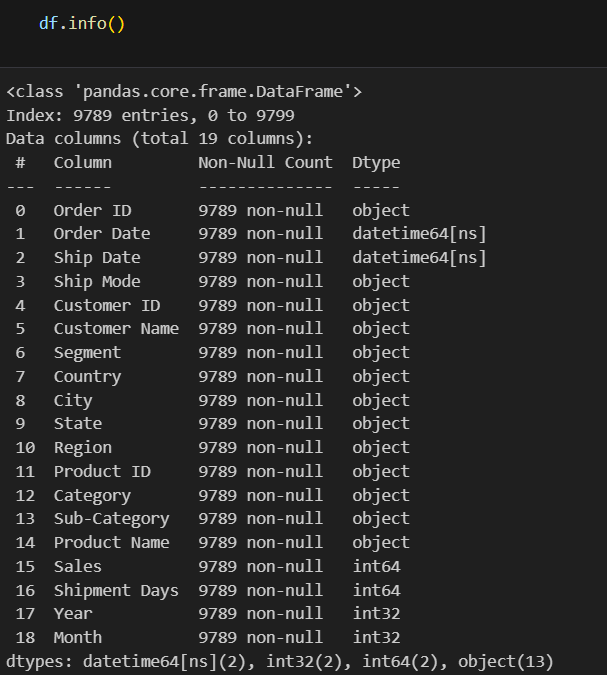 df.info()
<class 'pandas.core.frame.DataFrame'>
Index: 9789 entries, 0 to 9799
Data columns (total 19 columns):
 #   Column         Non-Null Count  Dtype
---  ------         --------------  -----
 0   Order ID       9789 non-null   object
 1   Order Date     9789 non-null   datetime64[ns]
 2   Ship Date      9789 non-null   datetime64[ns]
 3   Ship Mode      9789 non-null   object
 4   Customer ID    9789 non-null   object
 5   Customer Name  9789 non-null   object
 6   Segment        9789 non-null   object
 7   Country        9789 non-null   object
 8   City           9789 non-null   object
 9   State          9789 non-null   object
 10  Region         9789 non-null   object
 11  Product ID     9789 non-null   object
 12  Category       9789 non-null   object
 13  Sub-Category   9789 non-null   object
 14  Product Name   9789 non-null   object
 15  Sales          9789 non-null   int64
 16  Shipment Days  9789 non-null   int64
 17  Year           9789 non-null   int32
 18  Month          9789 non-null   int32
dtypes: datetime64[ns](2), int32(2), int64(2), object(13)